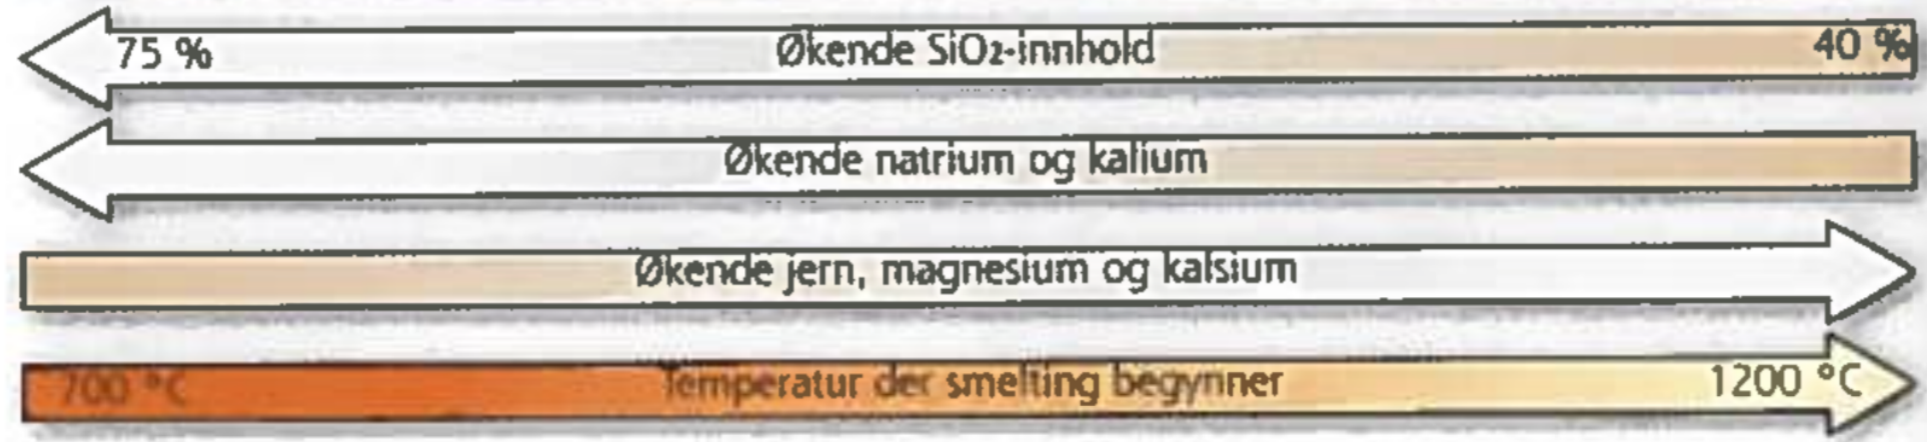 75 % Økende SiO₂-innhold 40 %
Økende natrium og kalium
Økende jern, magnesium og kalsium
700 °C Temperatur der smelting begynner 1200 °C